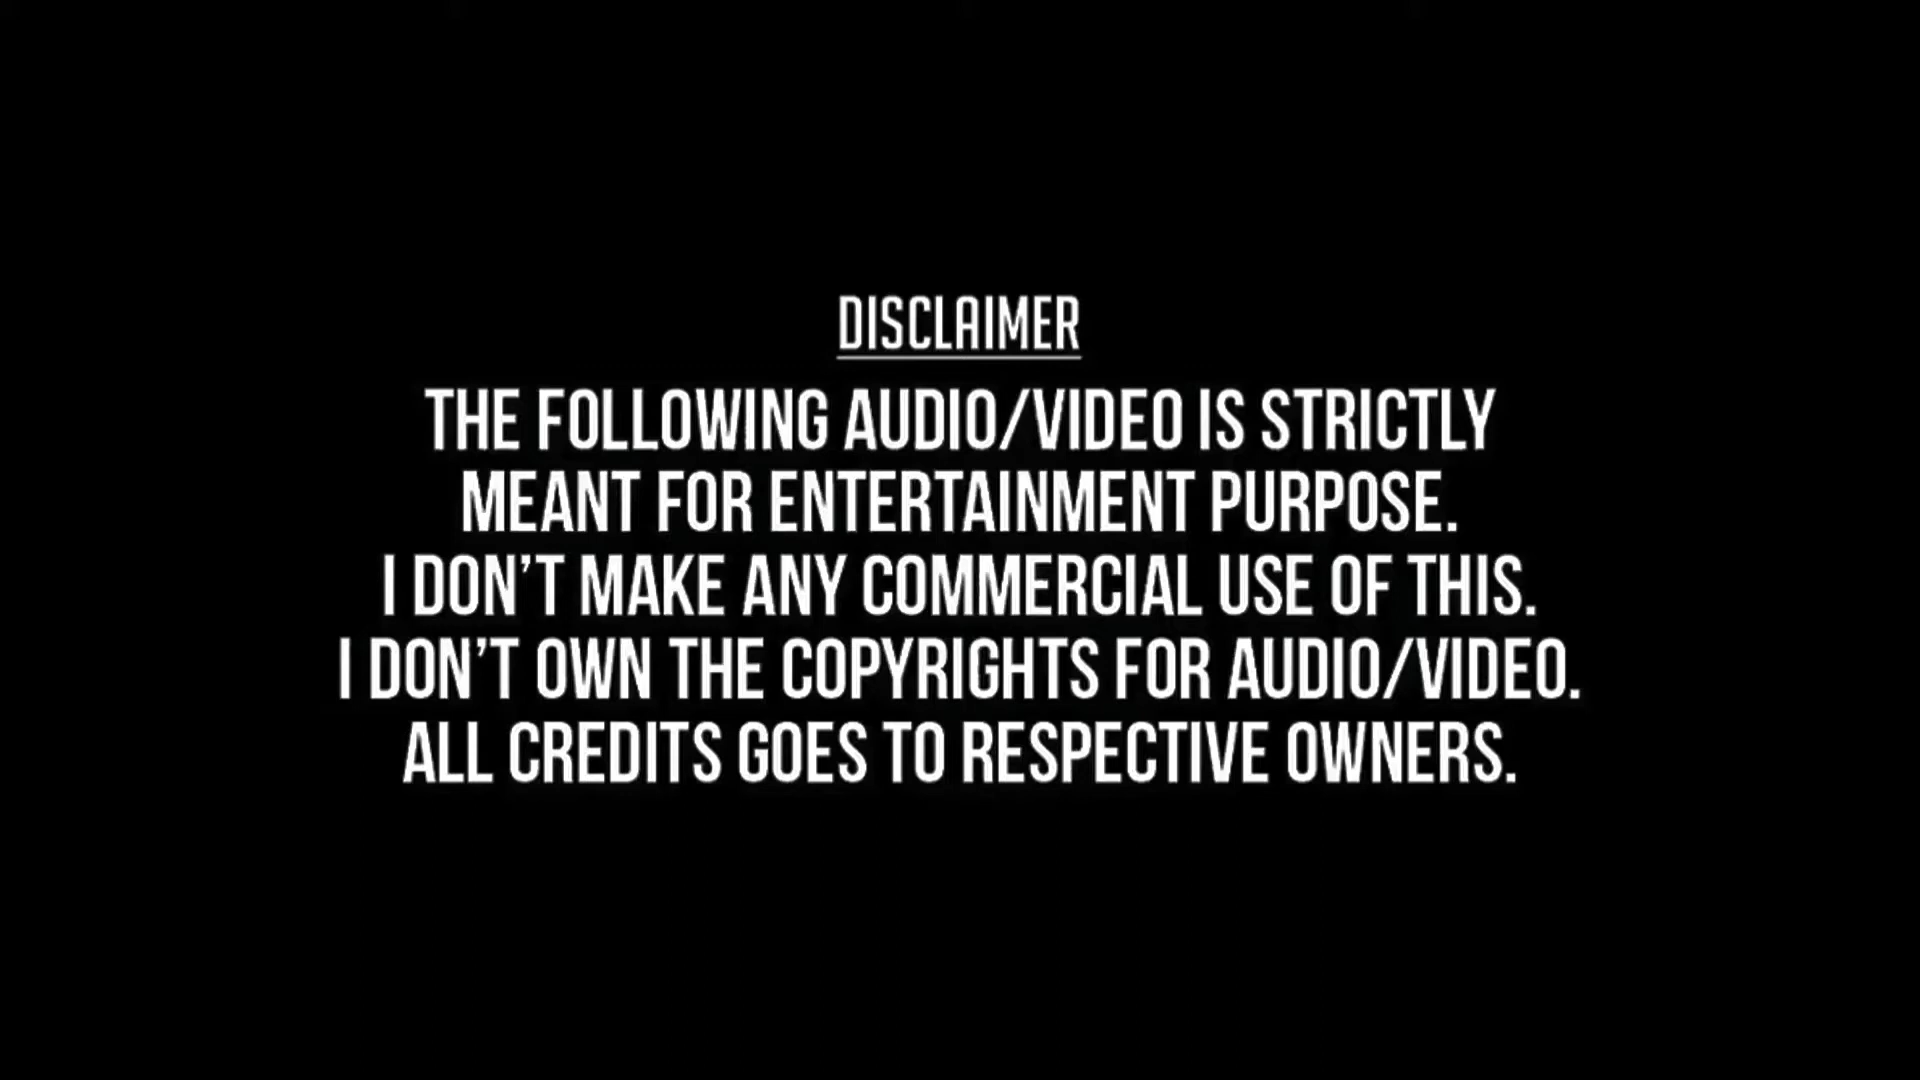 DISCLAIMER
THE FOLLOWING AUDIO/VIDEO IS STRICTLY
MEANT FOR ENTERTAINMENT PURPOSE.
I DON’T MAKE ANY COMMERCIAL USE OF THIS.
I DON’T OWN THE COPYRIGHTS FOR AUDIO/VIDEO.
ALL CREDITS GOES TO RESPECTIVE OWNERS.